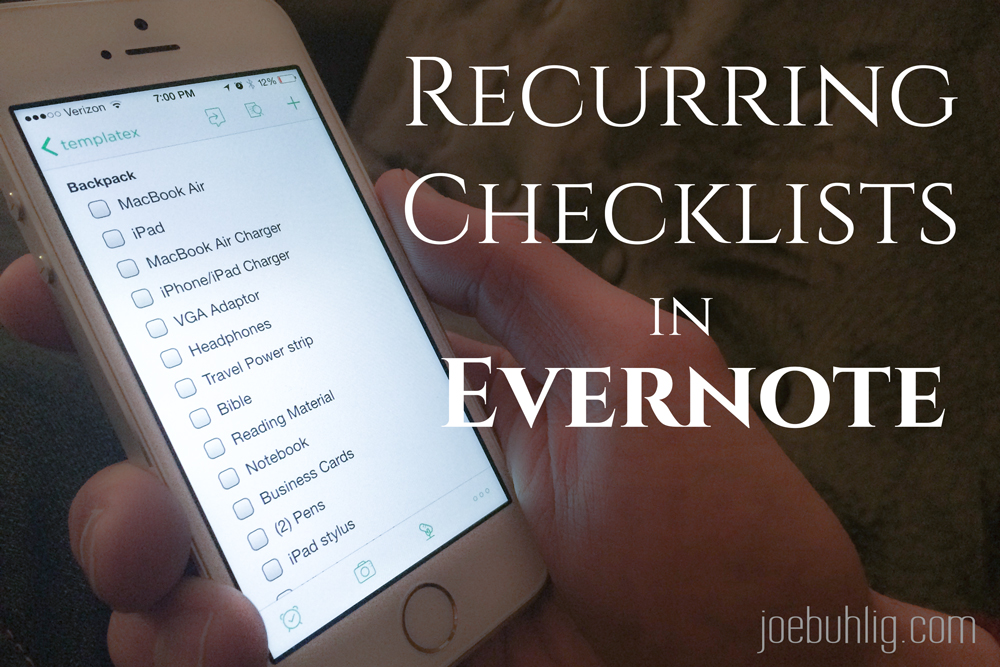 ●●●○○ Verizon 7:00 PM 12%
templatex
Backpack
MacBook Air
iPad
MacBook Air Charger
iPhone/iPad Charger
VGA Adaptor
Headphones
Travel Power strip
Bible
Reading Material
Notebook
Business Cards
(2) Pens
iPad stylus
RECURRING
CHECKLISTS
IN
EVERNOTE
joebuhlig.com